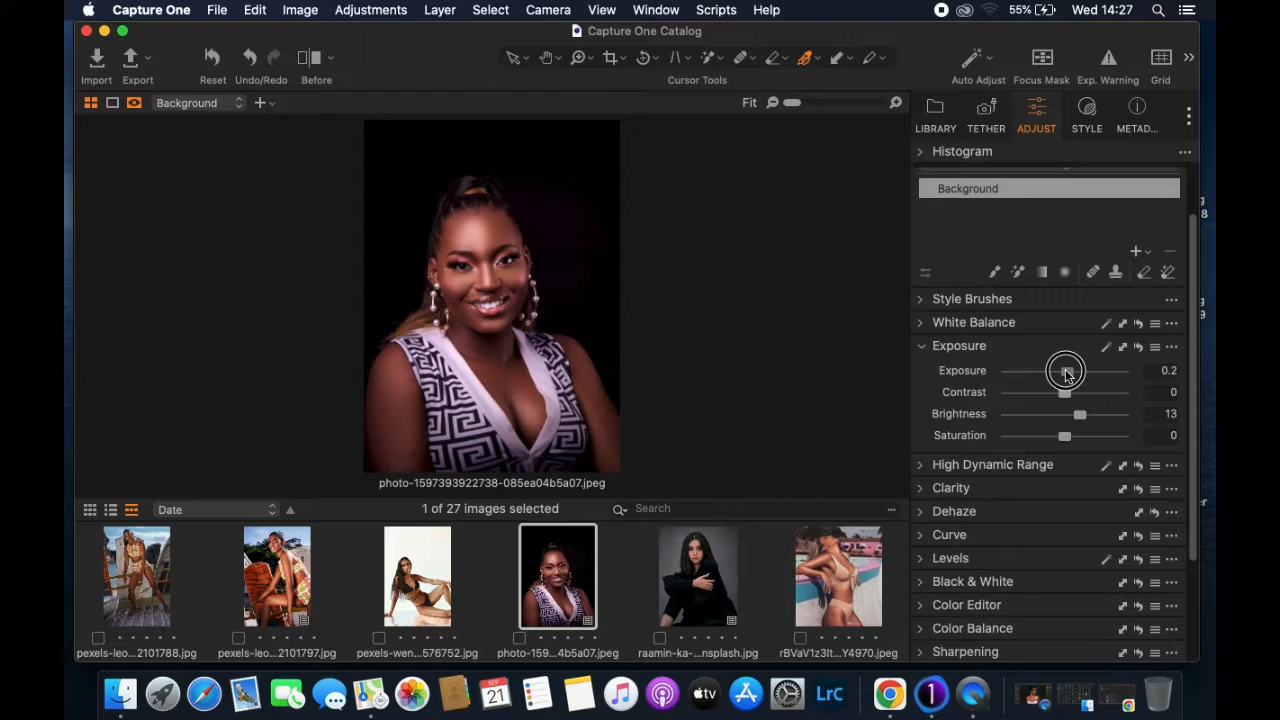 Capture One File Edit Image Adjustments Layer Select Camera View Window Scripts Help 55% Wed 14:27
Capture One Catalog
Import Export Reset Undo/Redo Before Cursor Tools Auto Adjust Focus Mask Exp. Warning Grid
Background Fit
LIBRARY TETHER ADJUST STYLE METAD...
Histogram
Background
Style Brushes
White Balance
Exposure
Exposure 0.2
Contrast 0
Brightness 13
Saturation 0
High Dynamic Range
Clarity
Dehaze
Curve
Levels
Black & White
Color Editor
Color Balance
Sharpening
photo-1597393922738-085ea04b5a07.jpeg
Date 1 of 27 images selected Search
pexels-leo...2101788.jpg pexels-leo...2101797.jpg pexels-wen...576752.jpg photo-159...4b5a07.jpeg raamin-ka-...nsplash.jpg rBVaV1z3lt...Y4970.jpeg
SEP
21
tv
Lrc
1